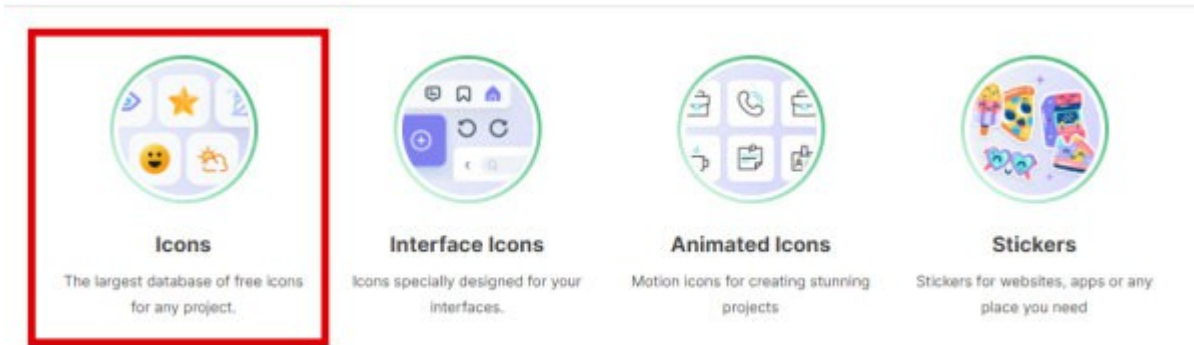 Icons
The largest database of free icons
for any project.
Interface Icons
Icons specially designed for your
interfaces.
Animated Icons
Motion icons for creating stunning
projects
Stickers
Stickers for websites, apps or any
place you need